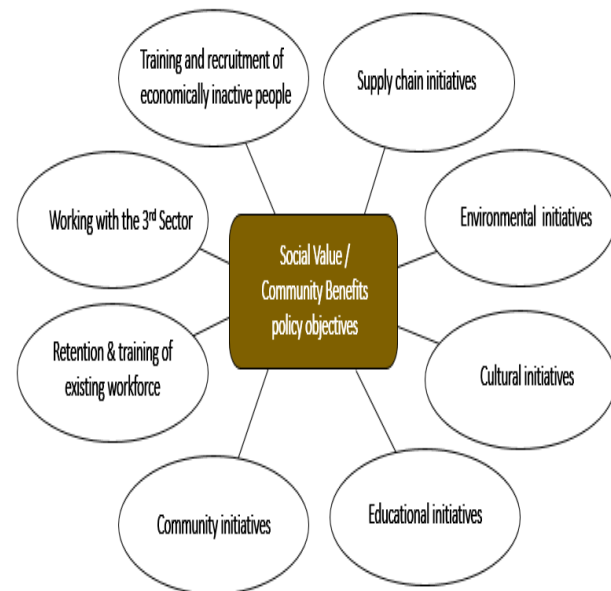 Training and recruitment of
economically inactive people
Supply chain initiatives
Working with the 3rd Sector
Environmental initiatives
Social Value /
Community Benefits
policy objectives
Retention & training of
existing workforce
Cultural initiatives
Community initiatives
Educational initiatives